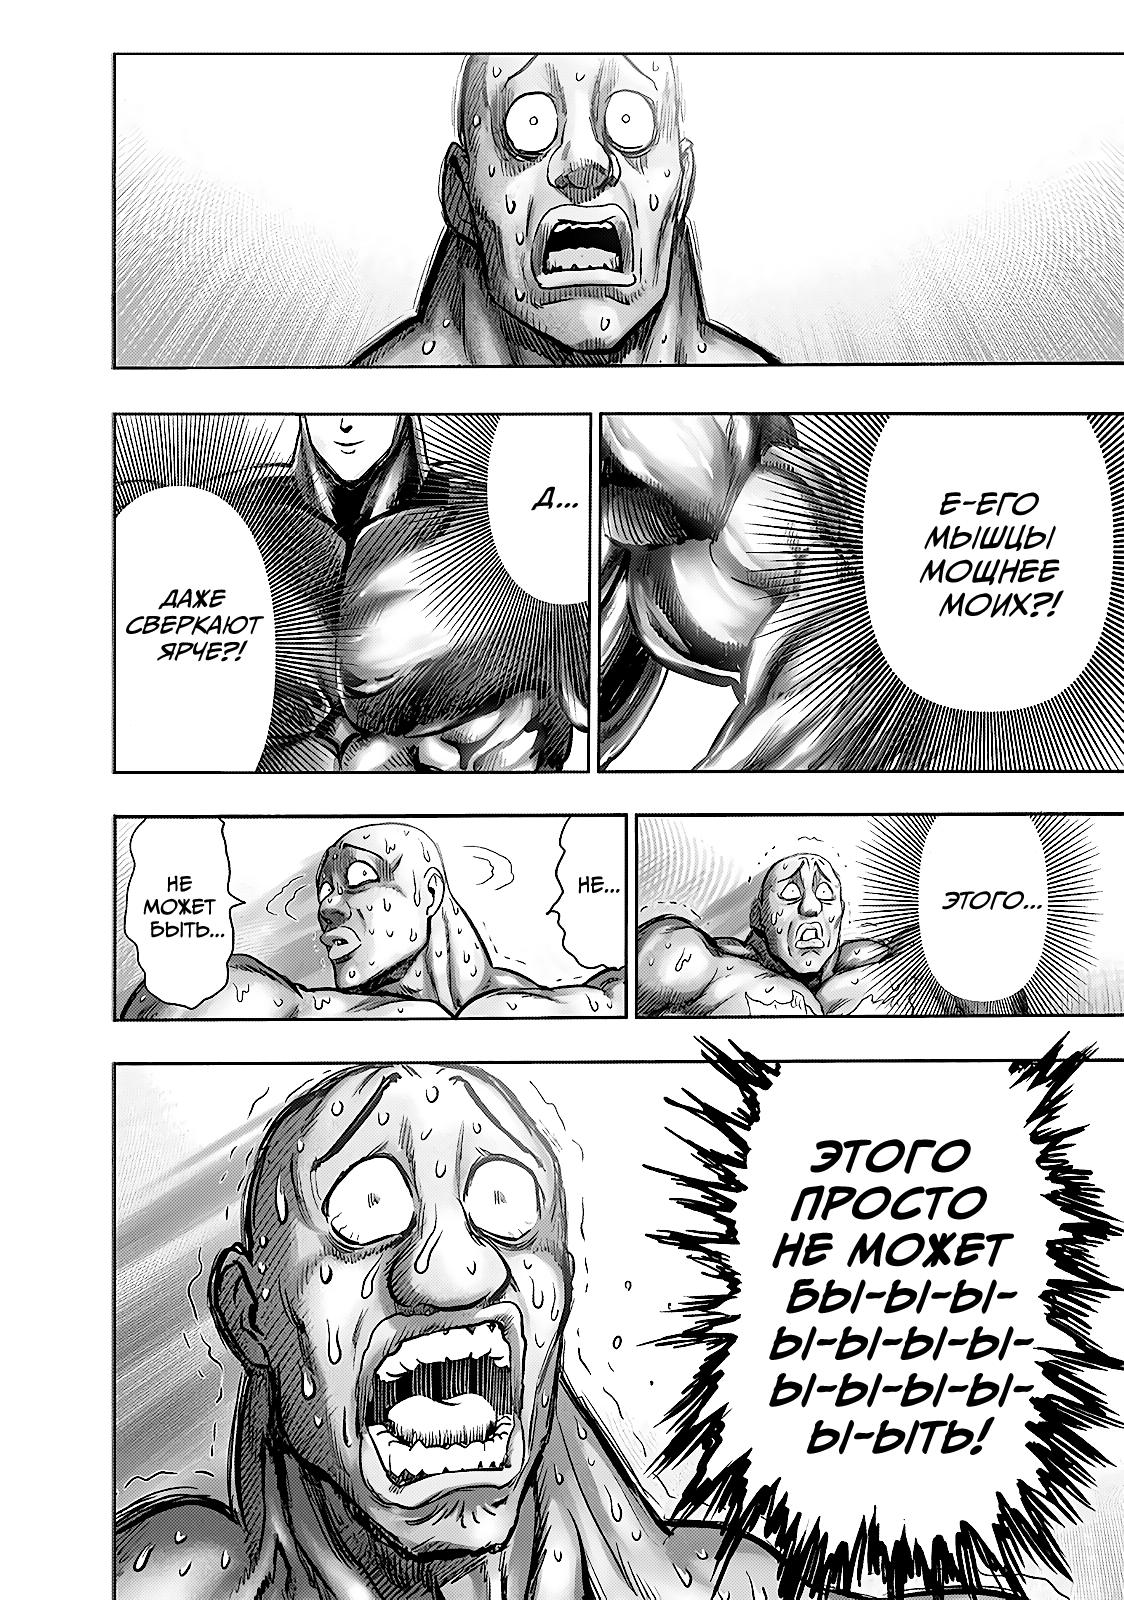 Е-ЕГО
МЫШЦЫ
МОЩНЕЕ
МОИХ?!
Д...
ДАЖЕ
СВЕРКАЮТ
ЯРЧЕ?!
ЭТОГО...
НЕ...
НЕ
МОЖЕТ
БЫТЬ...
ЭТОГО
ПРОСТО
НЕ МОЖЕТ
БЫ-Ы-Ы-
Ы-Ы-Ы-Ы-
Ы-Ы-Ы-Ы-
Ы-ЫТЬ!